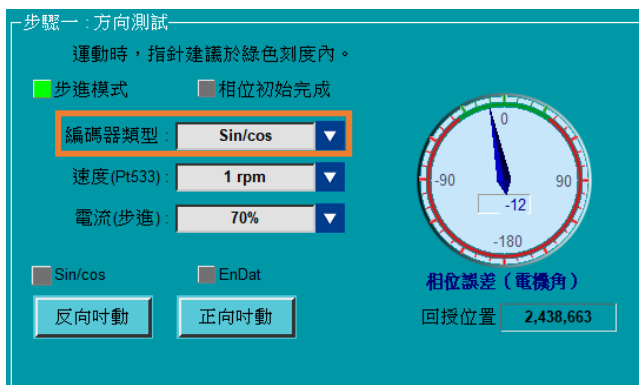 步驟一：方向測試
運動時，指針建議於綠色刻度內。
步進模式 相位初始完成
編碼器類型： Sin/cos
速度(Pt533)： 1 rpm
電流(步進)： 70%
Sin/cos EnDat
反向吋動 正向吋動
0
-90 90
-12
-180
相位誤差（電機角）
回授位置 2,438,663